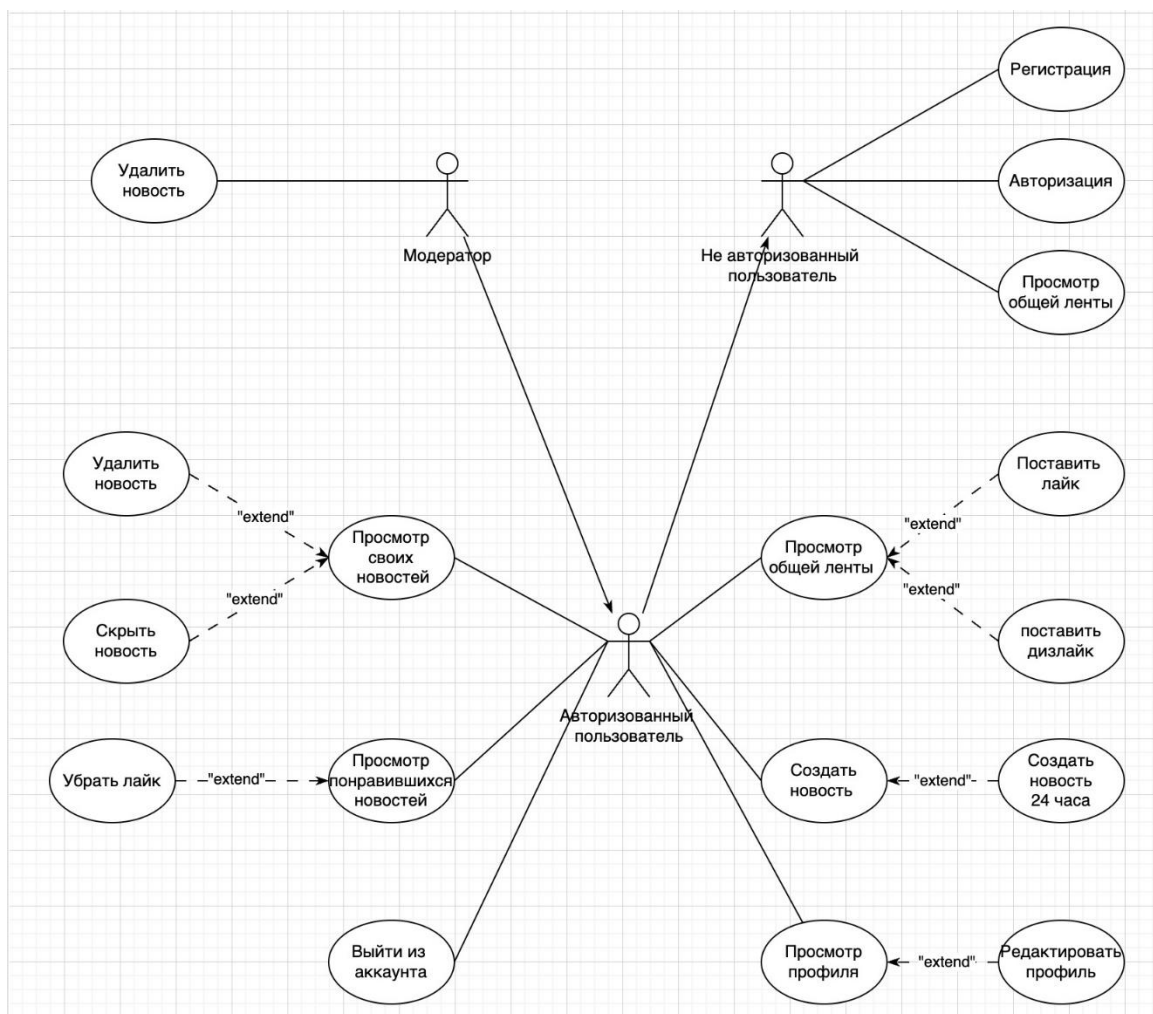 Регистрация
Удалить
новость
Авторизация
Модератор
Не авторизованный
пользователь
Просмотр
общей ленты
Удалить
новость
Поставить
лайк
"extend"
"extend"
Просмотр
своих
новостей
Просмотр
общей ленты
"extend"
"extend"
Скрыть
новость
поставить
дизлайк
Авторизованный
пользователь
Убрать лайк
"extend"
Просмотр
понравившихся
новостей
Создать
новость
"extend"
Создать
новость
24 часа
Выйти из
аккаунта
Просмотр
профиля
"extend"
Редактировать
профиль